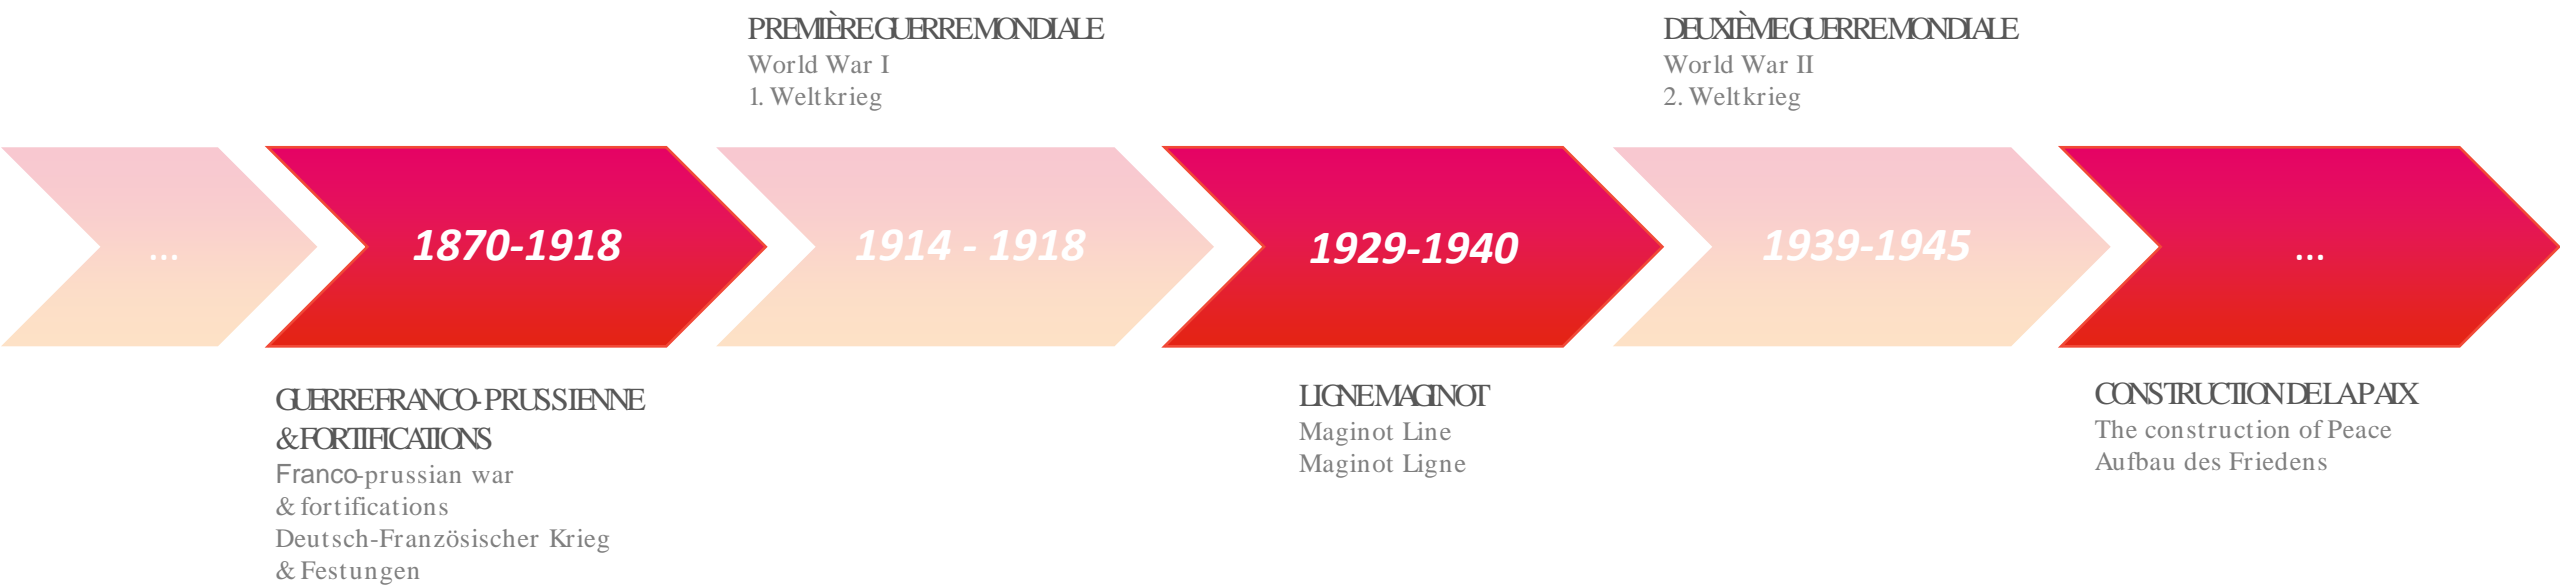 PREMIÈRE GUERRE MONDIALE
World War I
1. Weltkrieg
DEUXIÈME GUERRE MONDIALE
World War II
2. Weltkrieg
...
1870-1918
1914 - 1918
1929-1940
1939-1945
...
GUERRE FRANCO-PRUSSIENNE
& FORTIFICATIONS
Franco-prussian war
& fortifications
Deutsch-Französischer Krieg
& Festungen
LIGNE MAGINOT
Maginot Line
Maginot Ligne
CONSTRUCTION DE LA PAIX
The construction of Peace
Aufbau des Friedens